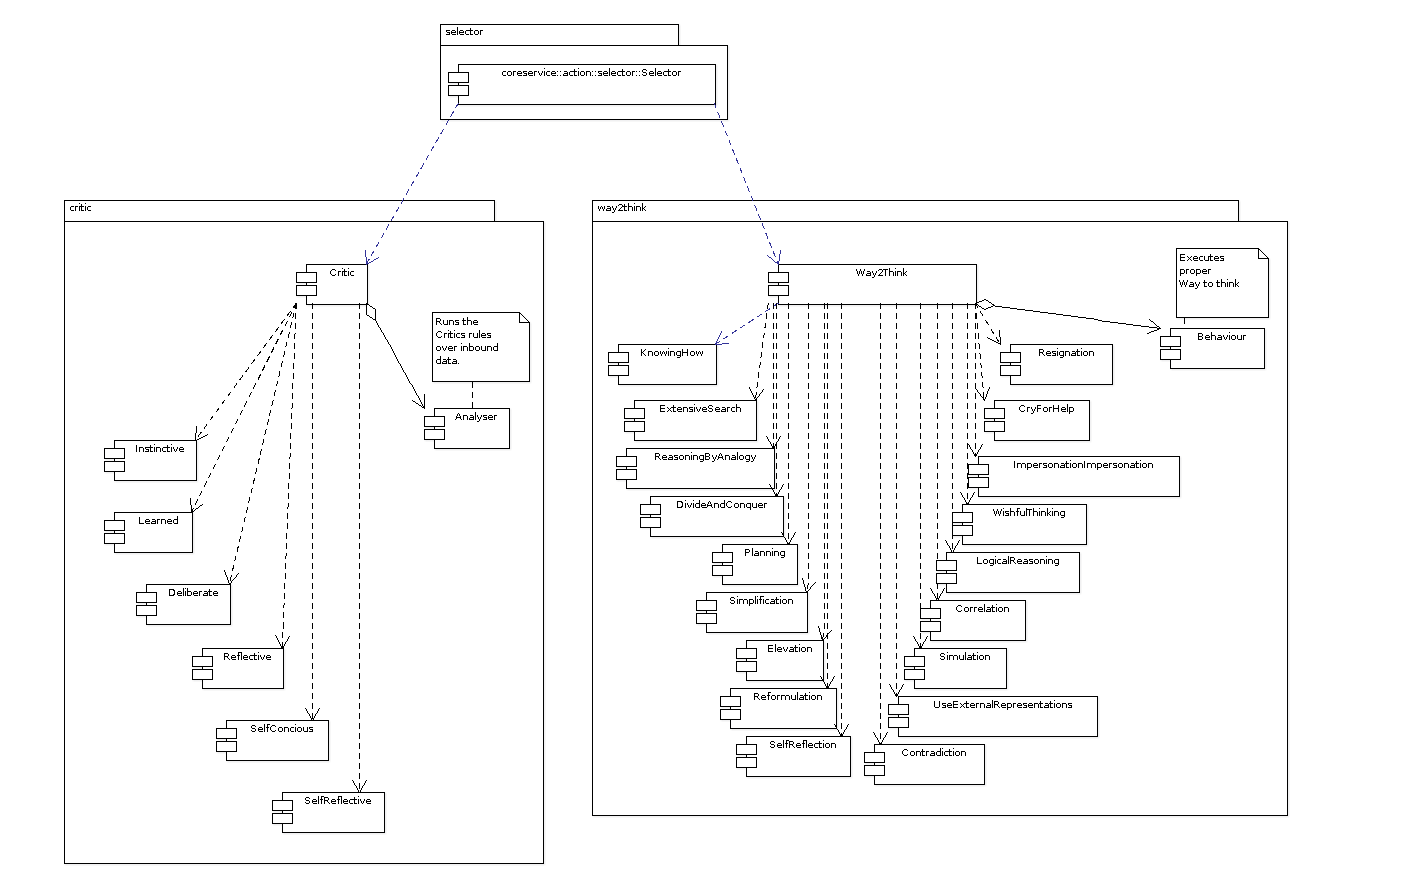 selector
coreservice::action::selector::Selector
critic
Critic
Runs the
Critics rules
over inbound
data.
Analyser
Instinctive
Learned
Deliberate
Reflective
SelfConcious
SelfReflective
way2think
Way2Think
Executes
proper
Way to think
Behaviour
KnowingHow
Resignation
ExtensiveSearch
CryForHelp
ReasoningByAnalogy
ImpersonationImpersonation
DivideAndConquer
WishfulThinking
Planning
LogicalReasoning
Simplification
Correlation
Elevation
Simulation
Reformulation
UseExternalRepresentations
SelfReflection
Contradiction